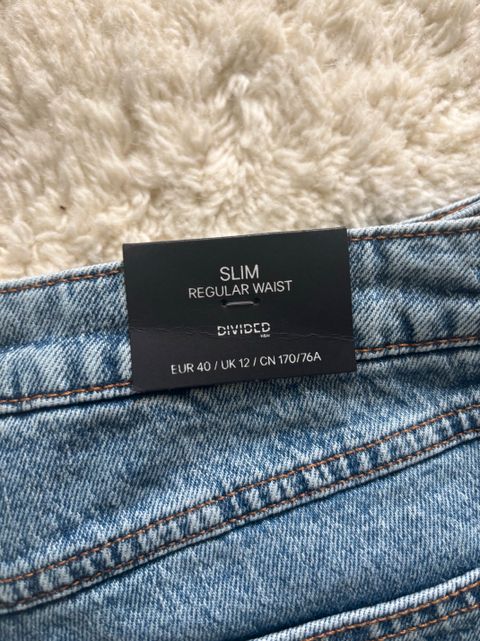 SLIM
REGULAR WAIST
DIVIDED
H&M
EUR 40 / UK 12 / CN 170/76A